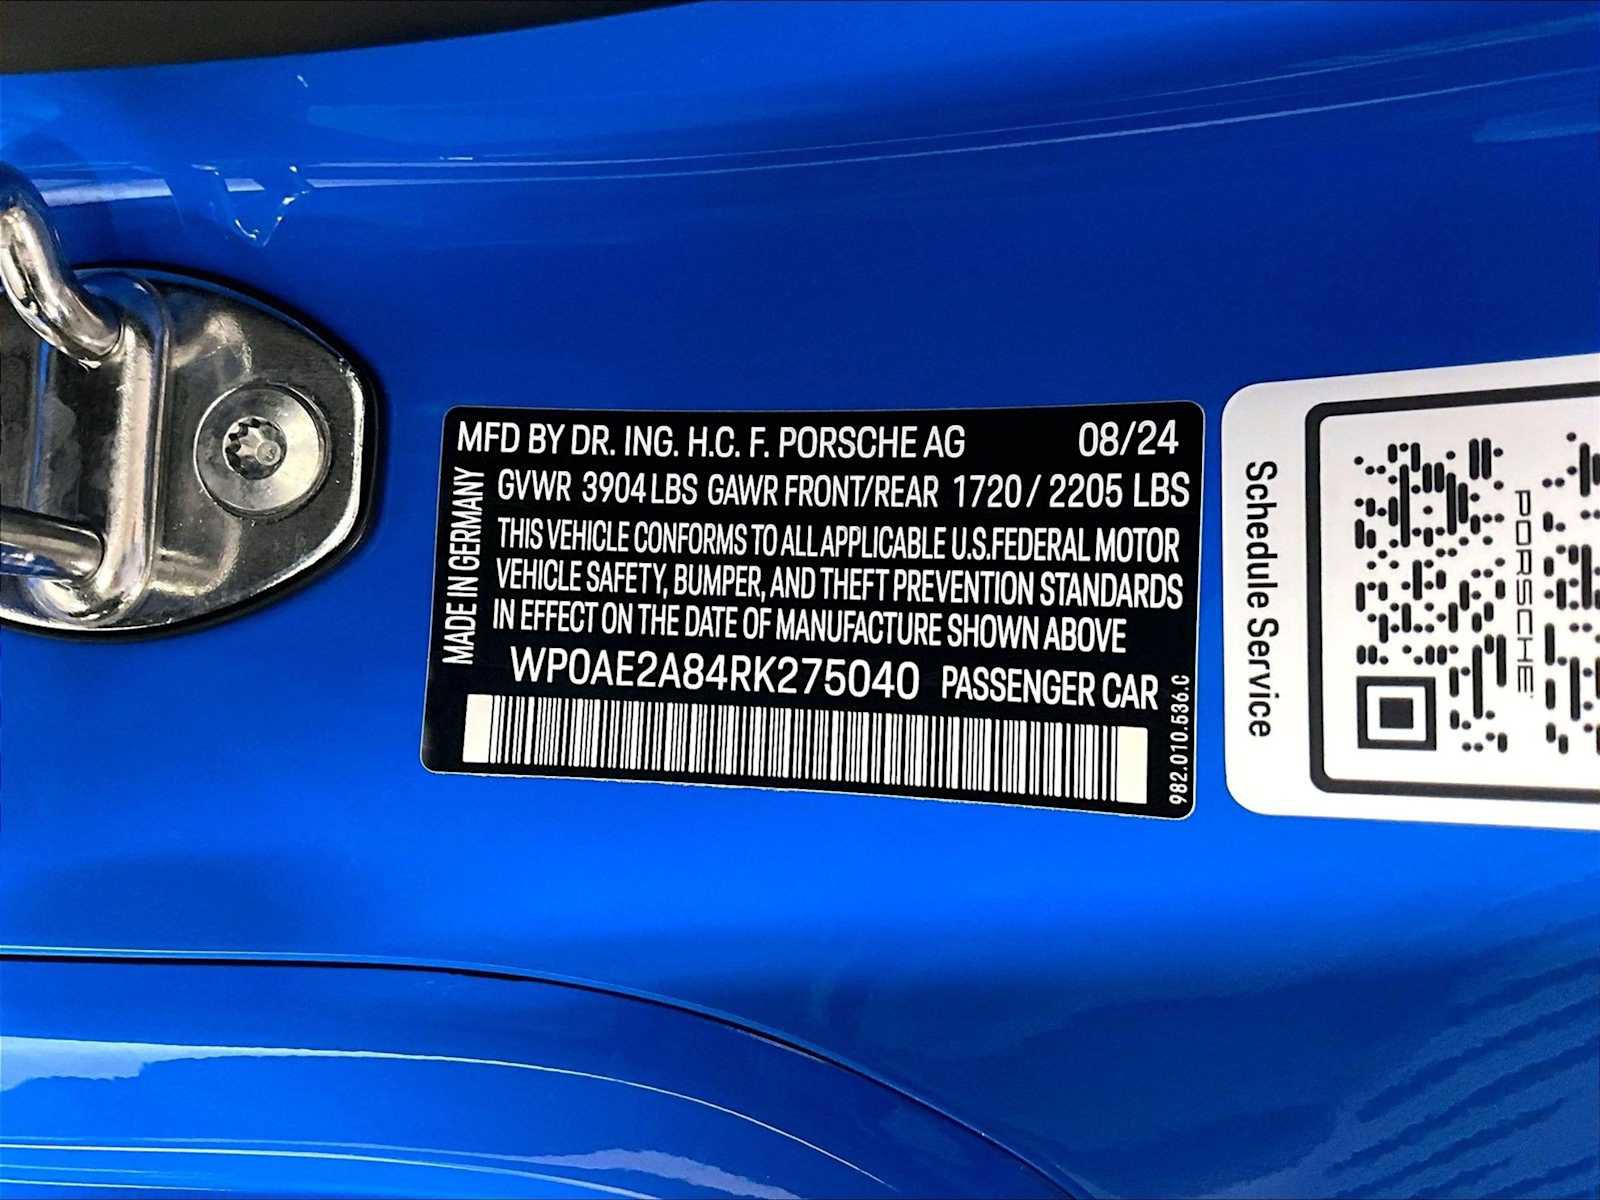 MFD BY DR. ING. H.C. F. PORSCHE AG 08/24
GVWR 3904 LBS GAWR FRONT/REAR 1720 / 2205 LBS
THIS VEHICLE CONFORMS TO ALL APPLICABLE U.S.FEDERAL MOTOR
VEHICLE SAFETY, BUMPER, AND THEFT PREVENTION STANDARDS
IN EFFECT ON THE DATE OF MANUFACTURE SHOWN ABOVE
WP0AE2A84RK275040 PASSENGER CAR
MADE IN GERMANY
982.010.536.C
Schedule Service
PORSCHE